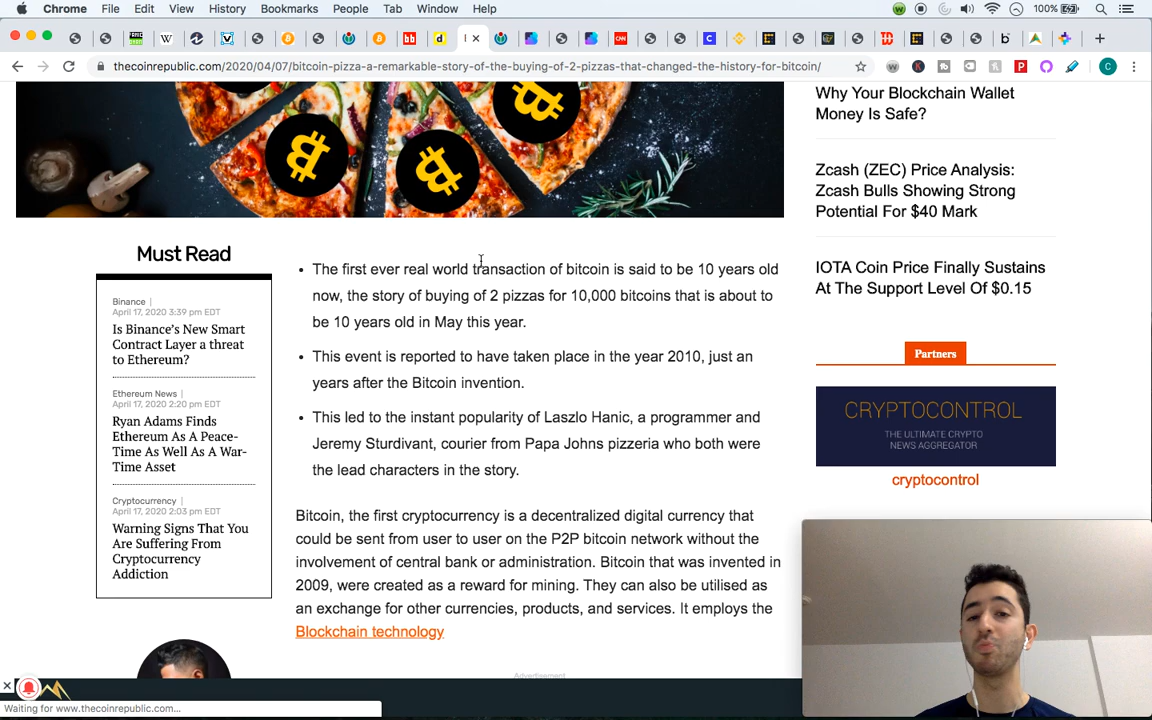 Chrome File Edit View History Bookmarks People Tab Window Help 100%
thecoinrepublic.com/2020/04/07/bitcoin-pizza-a-remarkable-story-of-the-buying-of-2-pizzas-that-changed-the-history-for-bitcoin/
Must Read
Binance |
April 17, 2020 3:39 pm EDT
Is Binance's New Smart
Contract Layer a threat
to Ethereum?
Ethereum News |
April 17, 2020 2:20 pm EDT
Ryan Adams Finds
Ethereum As A Peace-
Time As Well As A War-
Time Asset
Cryptocurrency |
April 17, 2020 2:03 pm EDT
Warning Signs That You
Are Suffering From
Cryptocurrency
Addiction
• The first ever real world transaction of bitcoin is said to be 10 years old
now, the story of buying of 2 pizzas for 10,000 bitcoins that is about to
be 10 years old in May this year.
• This event is reported to have taken place in the year 2010, just an
years after the Bitcoin invention.
• This led to the instant popularity of Laszlo Hanic, a programmer and
Jeremy Sturdivant, courier from Papa Johns pizzeria who both were
the lead characters in the story.
Bitcoin, the first cryptocurrency is a decentralized digital currency that
could be sent from user to user on the P2P bitcoin network without the
involvement of central bank or administration. Bitcoin that was invented in
2009, were created as a reward for mining. They can also be utilised as
an exchange for other currencies, products, and services. It employs the
Blockchain technology
Advertisement
Why Your Blockchain Wallet
Money Is Safe?
Zcash (ZEC) Price Analysis:
Zcash Bulls Showing Strong
Potential For $40 Mark
IOTA Coin Price Finally Sustains
At The Support Level Of $0.15
Partners
CRYPTOCONTROL
THE ULTIMATE CRYPTO
NEWS AGGREGATOR
cryptocontrol
Waiting for www.thecoinrepublic.com...